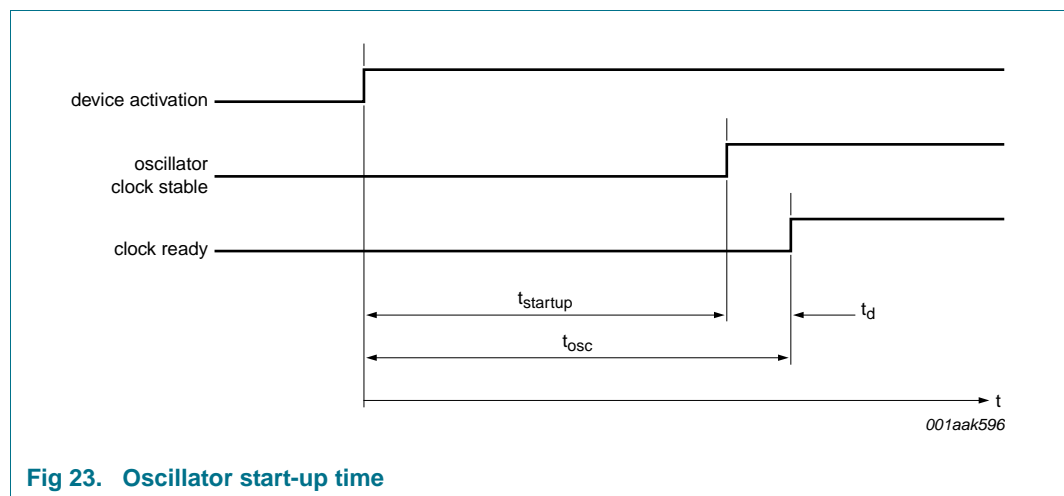 device activation
oscillator
clock stable
clock ready
tstartup
td
tosc
t
001aak596
Fig 23. Oscillator start-up time